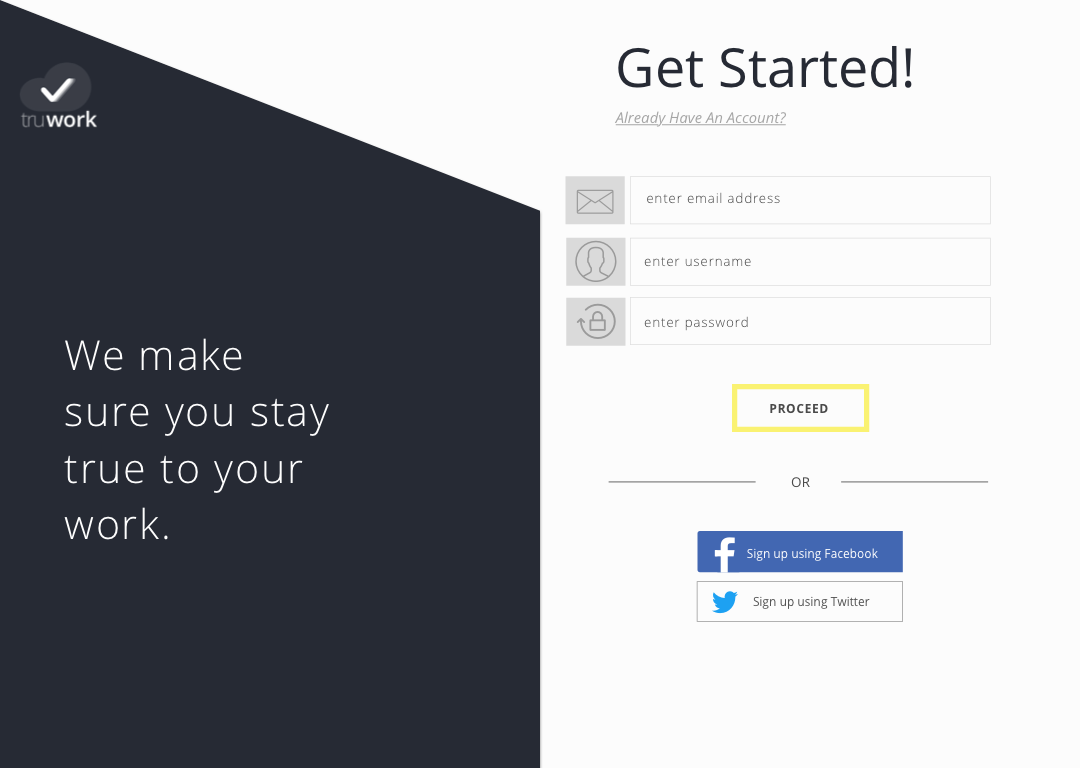 truwork
We make
sure you stay
true to your
work.
Get Started!
Already Have An Account?
enter email address
enter username
enter password
PROCEED
OR
Sign up using Facebook
Sign up using Twitter